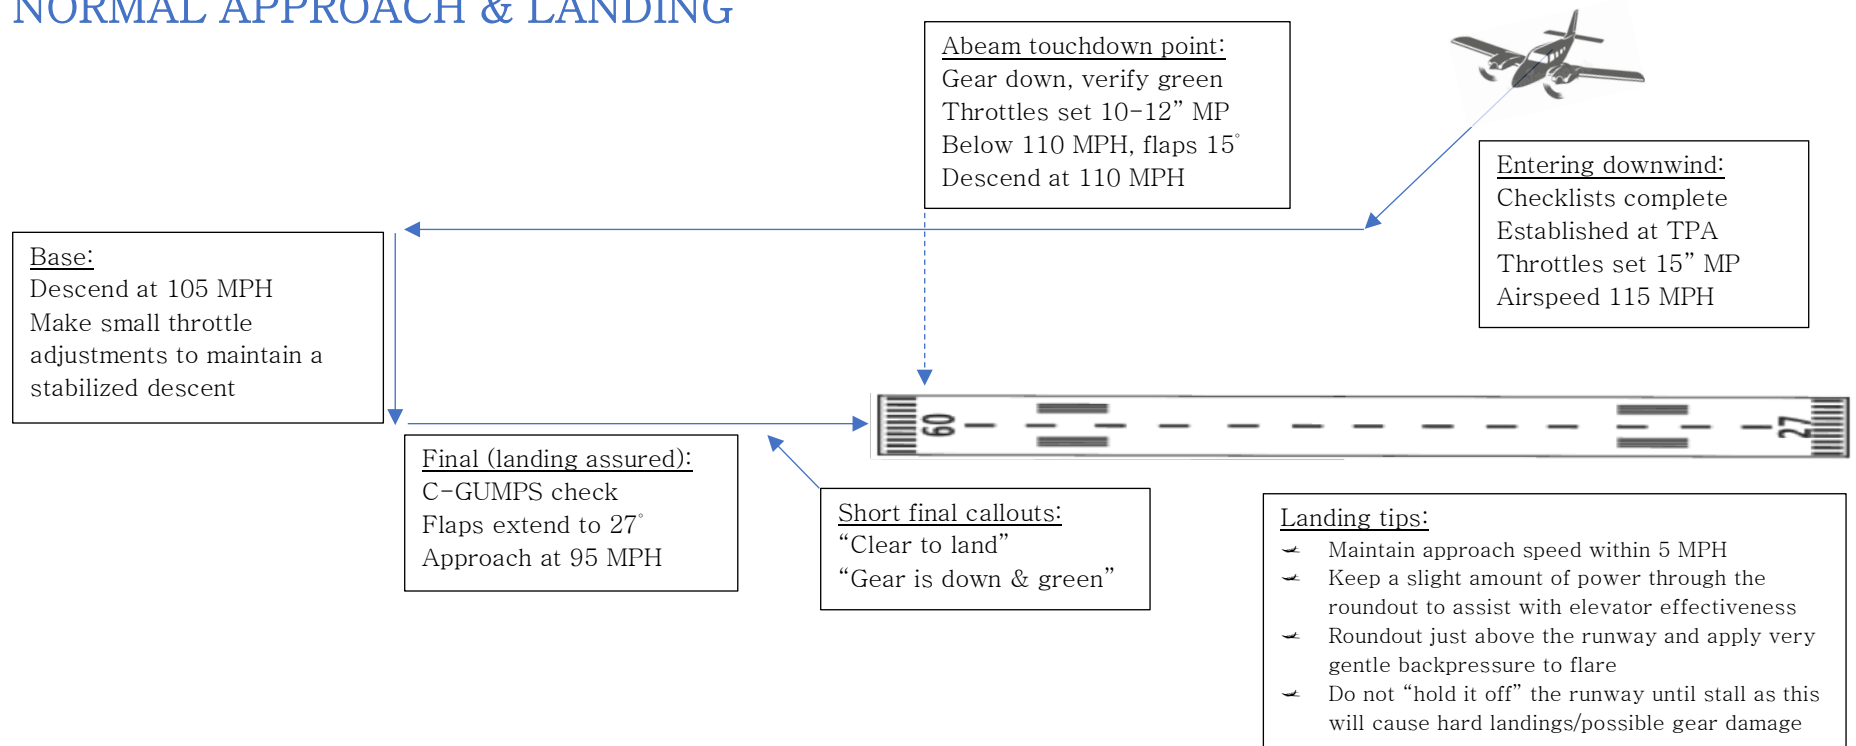 NORMAL APPROACH & LANDING
Abeam touchdown point:
Gear down, verify green
Throttles set 10-12” MP
Below 110 MPH, flaps 15°
Descend at 110 MPH
Entering downwind:
Checklists complete
Established at TPA
Throttles set 15” MP
Airspeed 115 MPH
Base:
Descend at 105 MPH
Make small throttle
adjustments to maintain a
stabilized descent
09
27
Final (landing assured):
C-GUMPS check
Flaps extend to 27°
Approach at 95 MPH
Short final callouts:
“Clear to land”
“Gear is down & green”
Landing tips:
Maintain approach speed within 5 MPH
Keep a slight amount of power through the
roundout to assist with elevator effectiveness
Roundout just above the runway and apply very
gentle backpressure to flare
Do not “hold it off” the runway until stall as this
will cause hard landings/possible gear damage